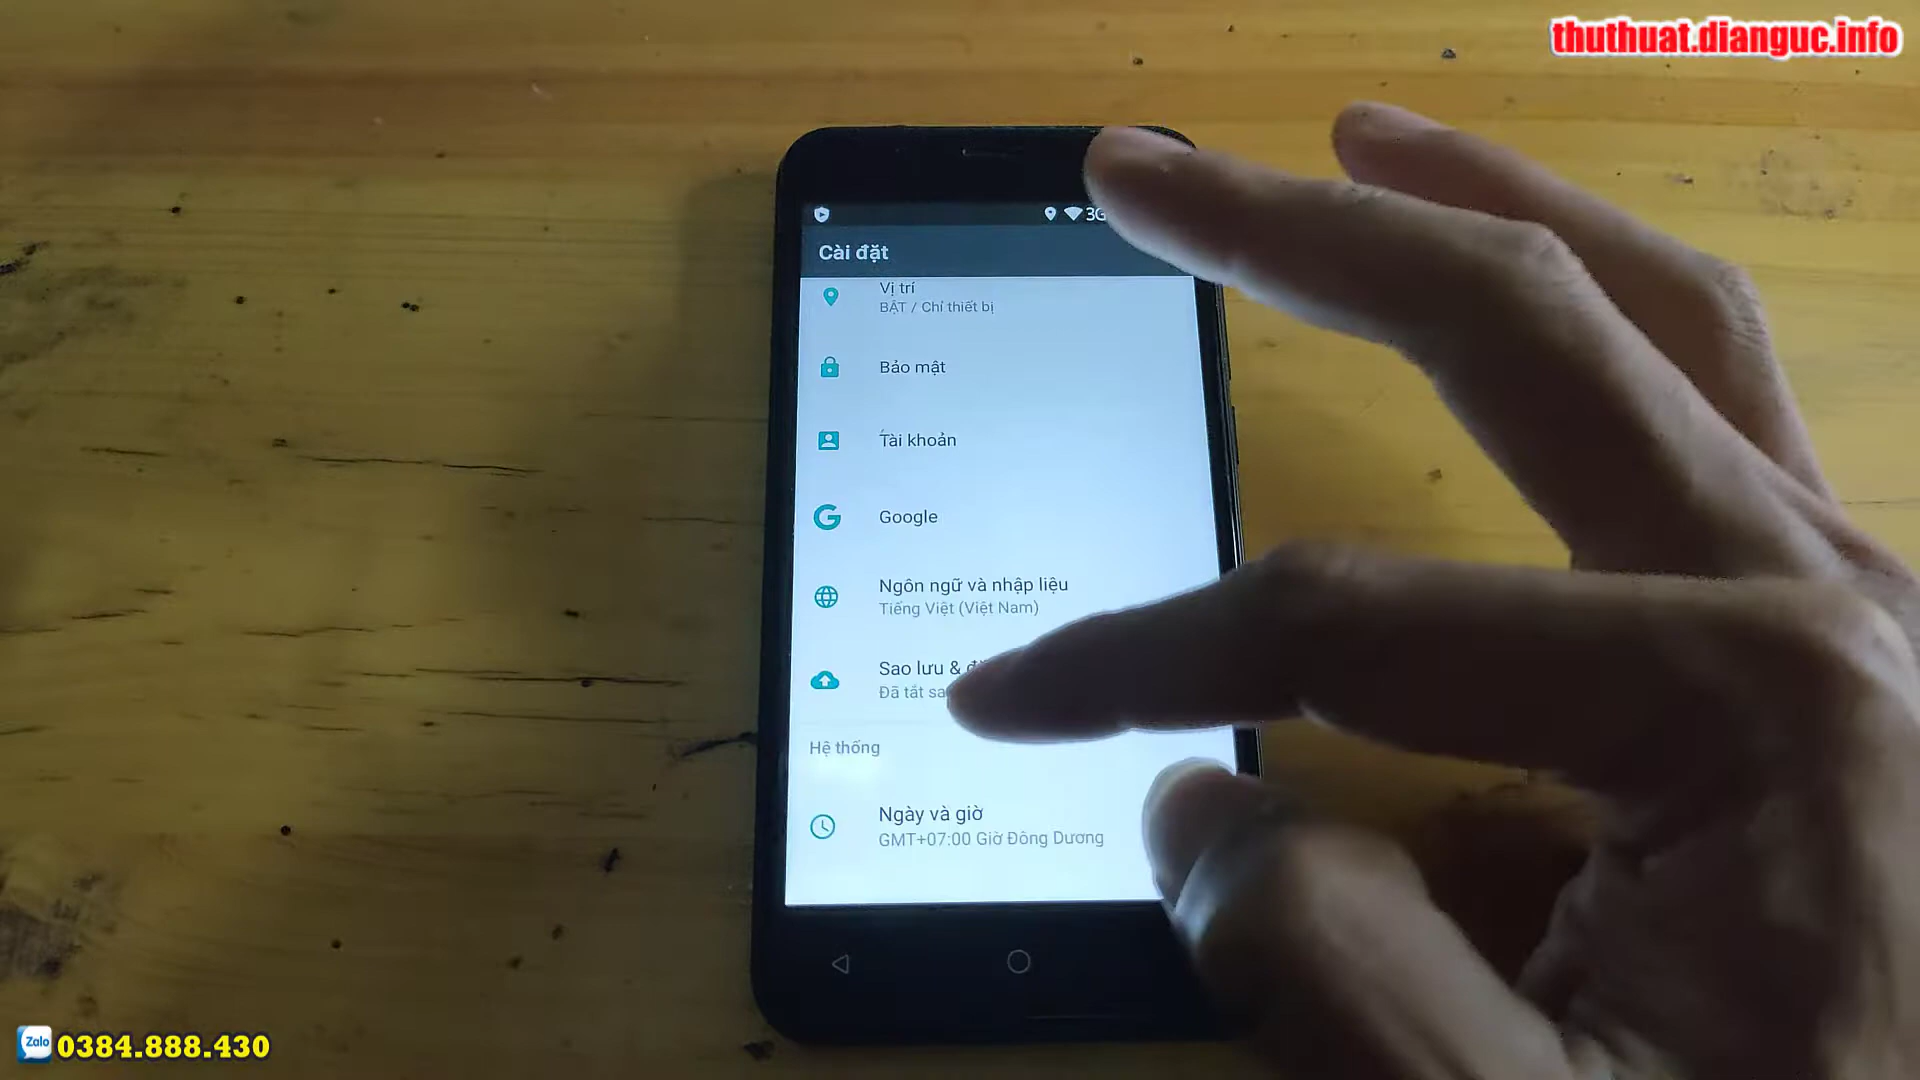 thuthuat.dianguc.info
3G
Cài đặt
Vị trí
BẬT / Chỉ thiết bị
Bảo mật
Tài khoản
Google
Ngôn ngữ và nhập liệu
Tiếng Việt (Việt Nam)
Sao lưu &
Đã tắt
Hệ thống
Ngày và giờ
GMT+07:00 Giờ Đông Dương
Zalo 0384.888.430